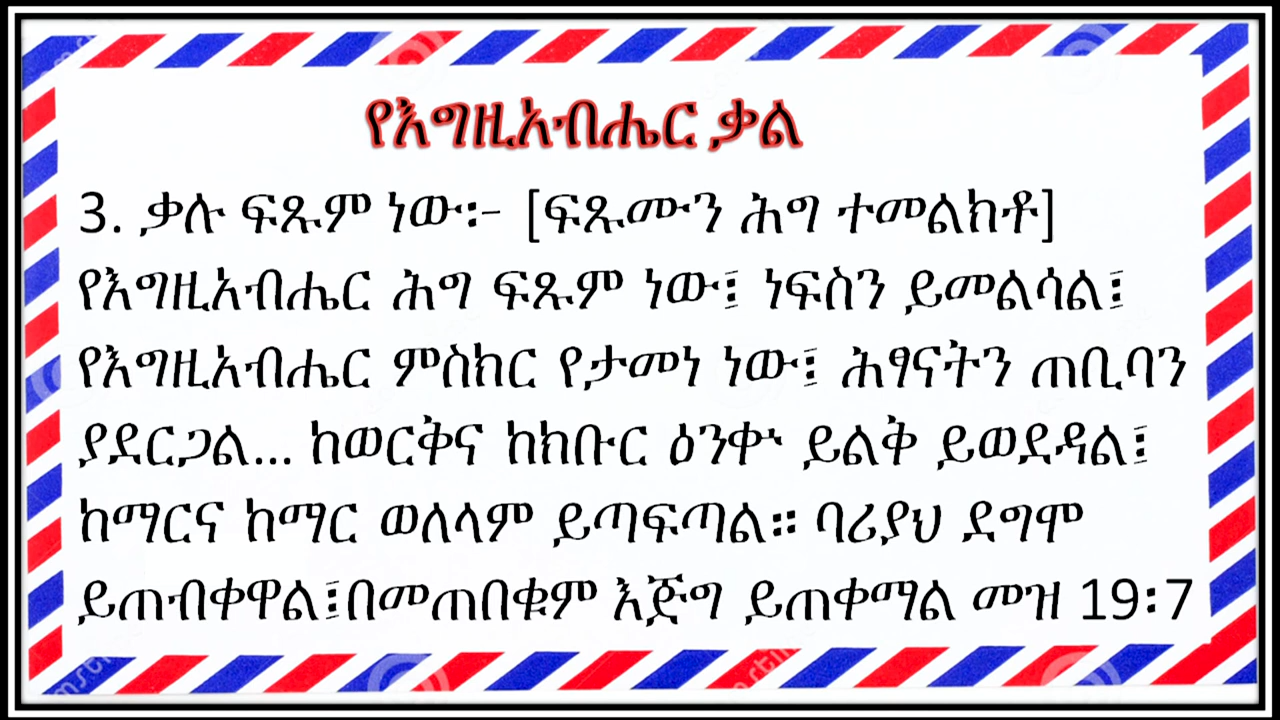 የእግዚአብሔር ቃል
3. ቃሉ ፍጹም ነው፡- [ፍጹሙን ሕግ ተመልክቶ]
የእግዚአብሔር ሕግ ፍጹም ነው፤ ነፍስን ይመልሳል፤
የእግዚአብሔር ምስክር የታመነ ነው፤ ሕፃናትን ጠቢባን
ያደርጋል... ከወርቅና ከክቡር ዕንቍ ይልቅ ይወደዳል፤
ከማርና ከማር ወለላም ይጣፍጣል። ባሪያህ ደግሞ
ይጠብቀዋል፤በመጠበቁም እጅግ ይጠቀማል መዝ 19፡7